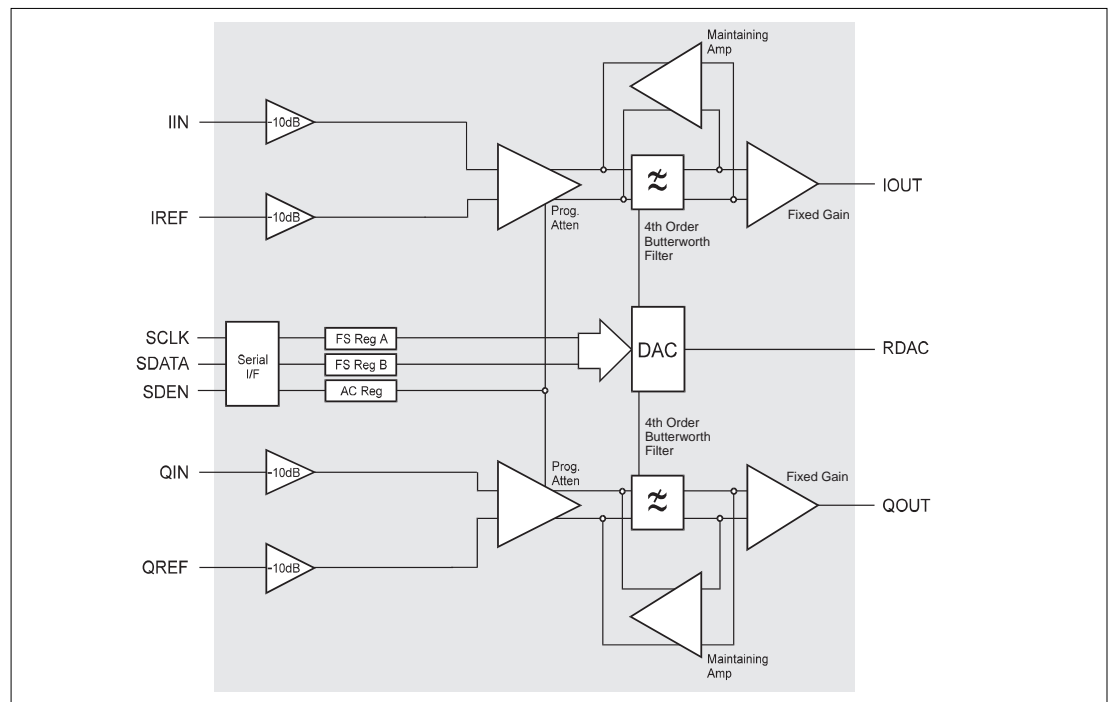 Maintaining
Amp
IIN
-10dB
IREF
-10dB
Prog.
Atten
4th Order
Butterworth
Filter
Fixed Gain
IOUT
SCLK
SDATA
SDEN
Serial
I/F
FS Reg A
FS Reg B
AC Reg
DAC
RDAC
4th Order
Butterworth
Filter
QIN
-10dB
QREF
-10dB
Prog.
Atten
Fixed Gain
QOUT
Maintaining
Amp